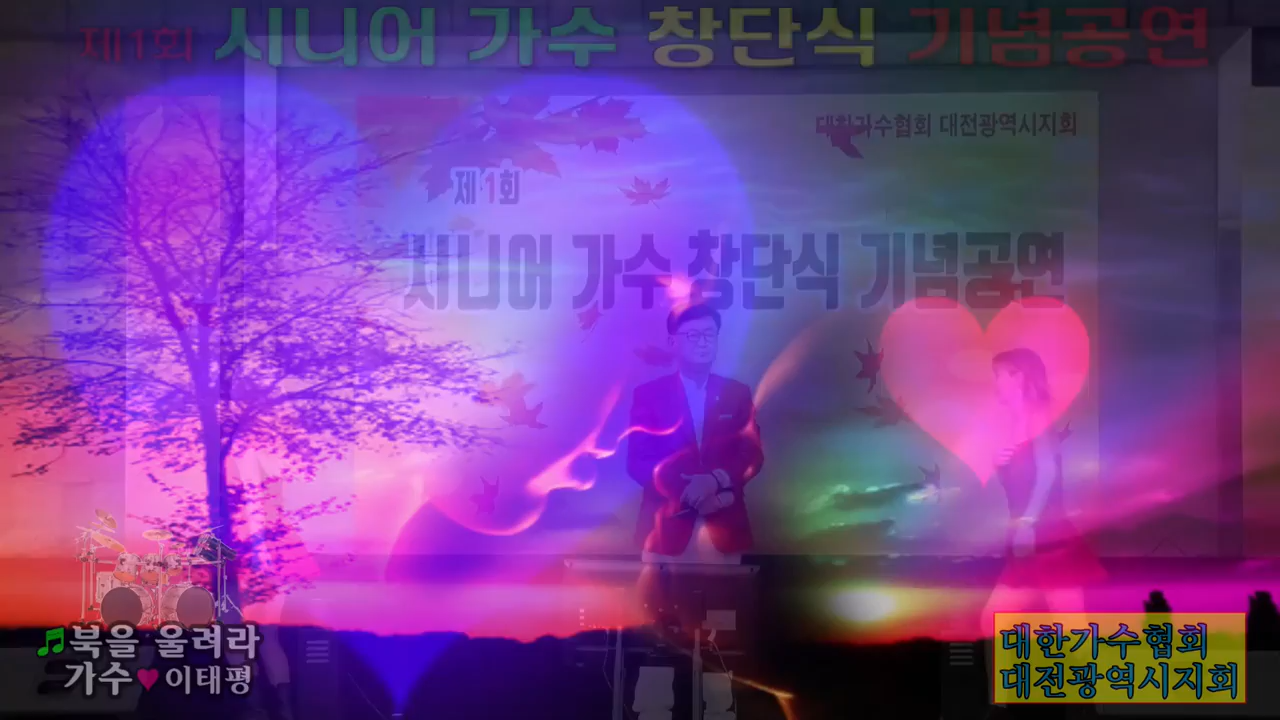 제1회 시니어 가수 창단식 기념공연
대한가수협회 대전광역시지회
제1회
시니어 가수 창단식 기념공연
북을 울려라
가수♥이태평
대한가수협회
대전광역시지회